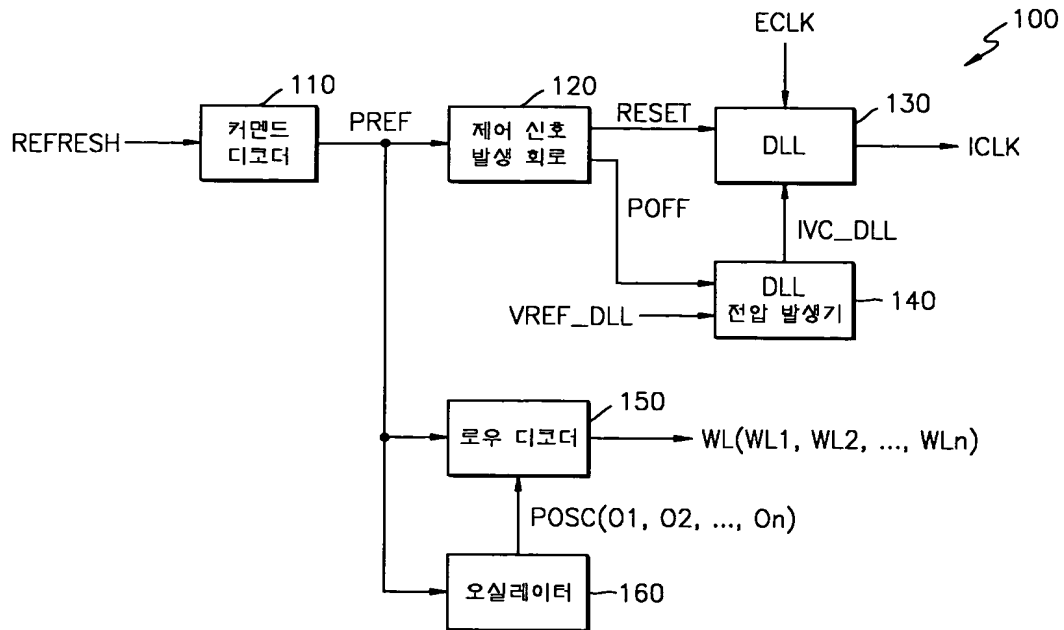 100
ECLK
110
120
130
REFRESH
커멘드
디코더
PREF
제어 신호
발생 회로
RESET
DLL
ICLK
POFF
IVC_DLL
VREF_DLL
DLL
전압 발생기
140
150
로우 디코더
WL(WL1, WL2, ..., WLn)
POSC(O1, O2, ..., On)
오실레이터
160